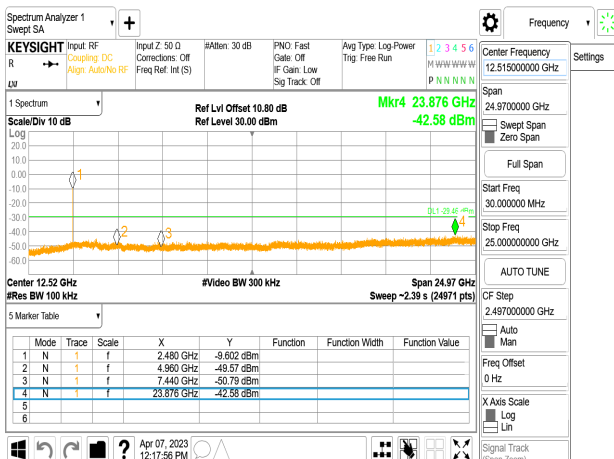 Spectrum Analyzer 1
Swept SA
Frequency
KEYSIGHT
R
LXI
Input: RF
Coupling: DC
Align: Auto/No RF
Input Z: 50 Ω
Corrections: Off
Freq Ref: Int (S)
#Atten: 30 dB
PNO: Fast
Gate: Off
IF Gain: Low
Sig Track: Off
Avg Type: Log-Power
Trig: Free Run
1 2 3 4 5 6
M W W W W W
P N N N N N
1 Spectrum
Scale/Div 10 dB
Ref Lvl Offset 10.80 dB
Ref Level 30.00 dBm
Mkr4 23.876 GHz
-42.58 dBm
Log
20.0
10.0
0.00
-10.0
-20.0
-30.0
-40.0
-50.0
-60.0
1
2
3
4
Center 12.52 GHz
#Res BW 100 kHz
#Video BW 300 kHz
Span 24.97 GHz
Sweep ~2.39 s (24971 pts)
5 Marker Table
Mode Trace Scale X Y Function Function Width Function Value
1 N 1 f 2.480 GHz -9.602 dBm
2 N 1 f 4.960 GHz -49.57 dBm
3 N 1 f 7.440 GHz -50.79 dBm
4 N 1 f 23.876 GHz -42.58 dBm
5
6
?
Apr 07, 2023
12:17:56 PM
Center Frequency
12.515000000 GHz
Settings
Span
24.9700000 GHz
Swept Span
Zero Span
Full Span
Start Freq
30.000000 MHz
Stop Freq
25.000000000 GHz
AUTO TUNE
CF Step
2.497000000 GHz
Auto
Man
Freq Offset
0 Hz
X Axis Scale
Log
Lin
Signal Track
(Span Zoom)